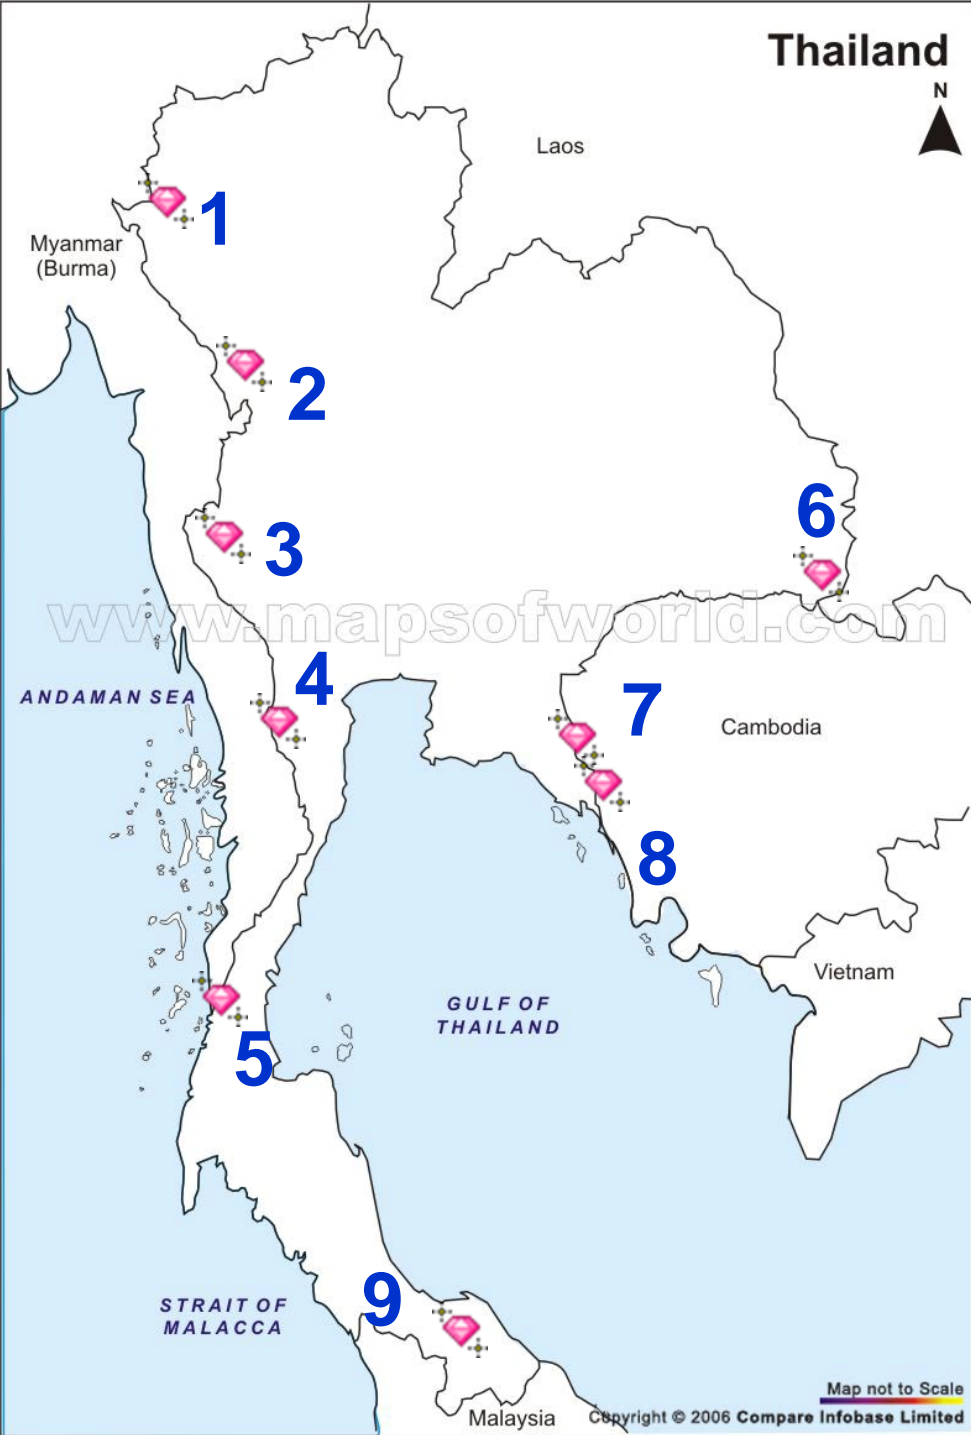 Thailand
N
Laos
1
Myanmar
(Burma)
2
6
3
www.mapsofworld.com
4
ANDAMAN SEA
7
Cambodia
8
Vietnam
GULF OF
THAILAND
5
9
STRAIT OF
MALACCA
Map not to Scale
Malaysia
Copyright © 2006 Compare Infobase Limited